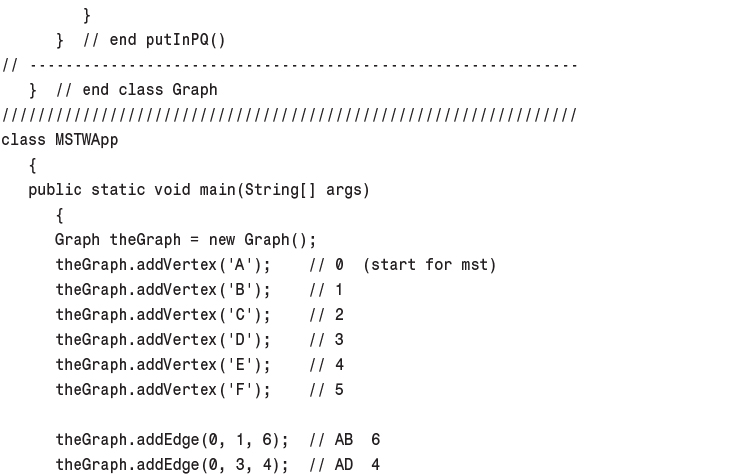 }
} // end putInPQ()
// -------------------------------------------------------------
} // end class Graph
////////////////////////////////////////////////////////////////
class MSTWApp
{
public static void main(String[] args)
{
Graph theGraph = new Graph();
theGraph.addVertex('A'); // 0 (start for mst)
theGraph.addVertex('B'); // 1
theGraph.addVertex('C'); // 2
theGraph.addVertex('D'); // 3
theGraph.addVertex('E'); // 4
theGraph.addVertex('F'); // 5
theGraph.addEdge(0, 1, 6); // AB 6
theGraph.addEdge(0, 3, 4); // AD 4